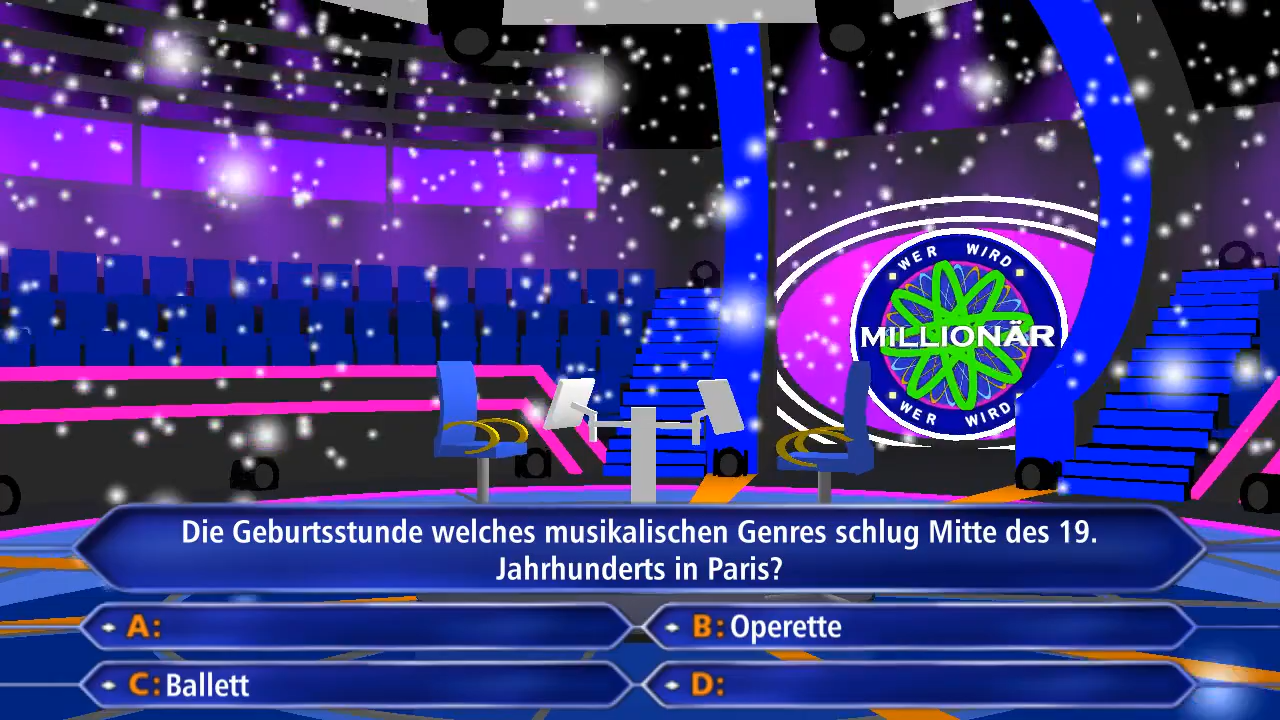 WER WIRD
MILLIONÄR
WER WIRD
Die Geburtsstunde welches musikalischen Genres schlug Mitte des 19.
Jahrhunderts in Paris?
A:
B: Operette
C: Ballett
D: